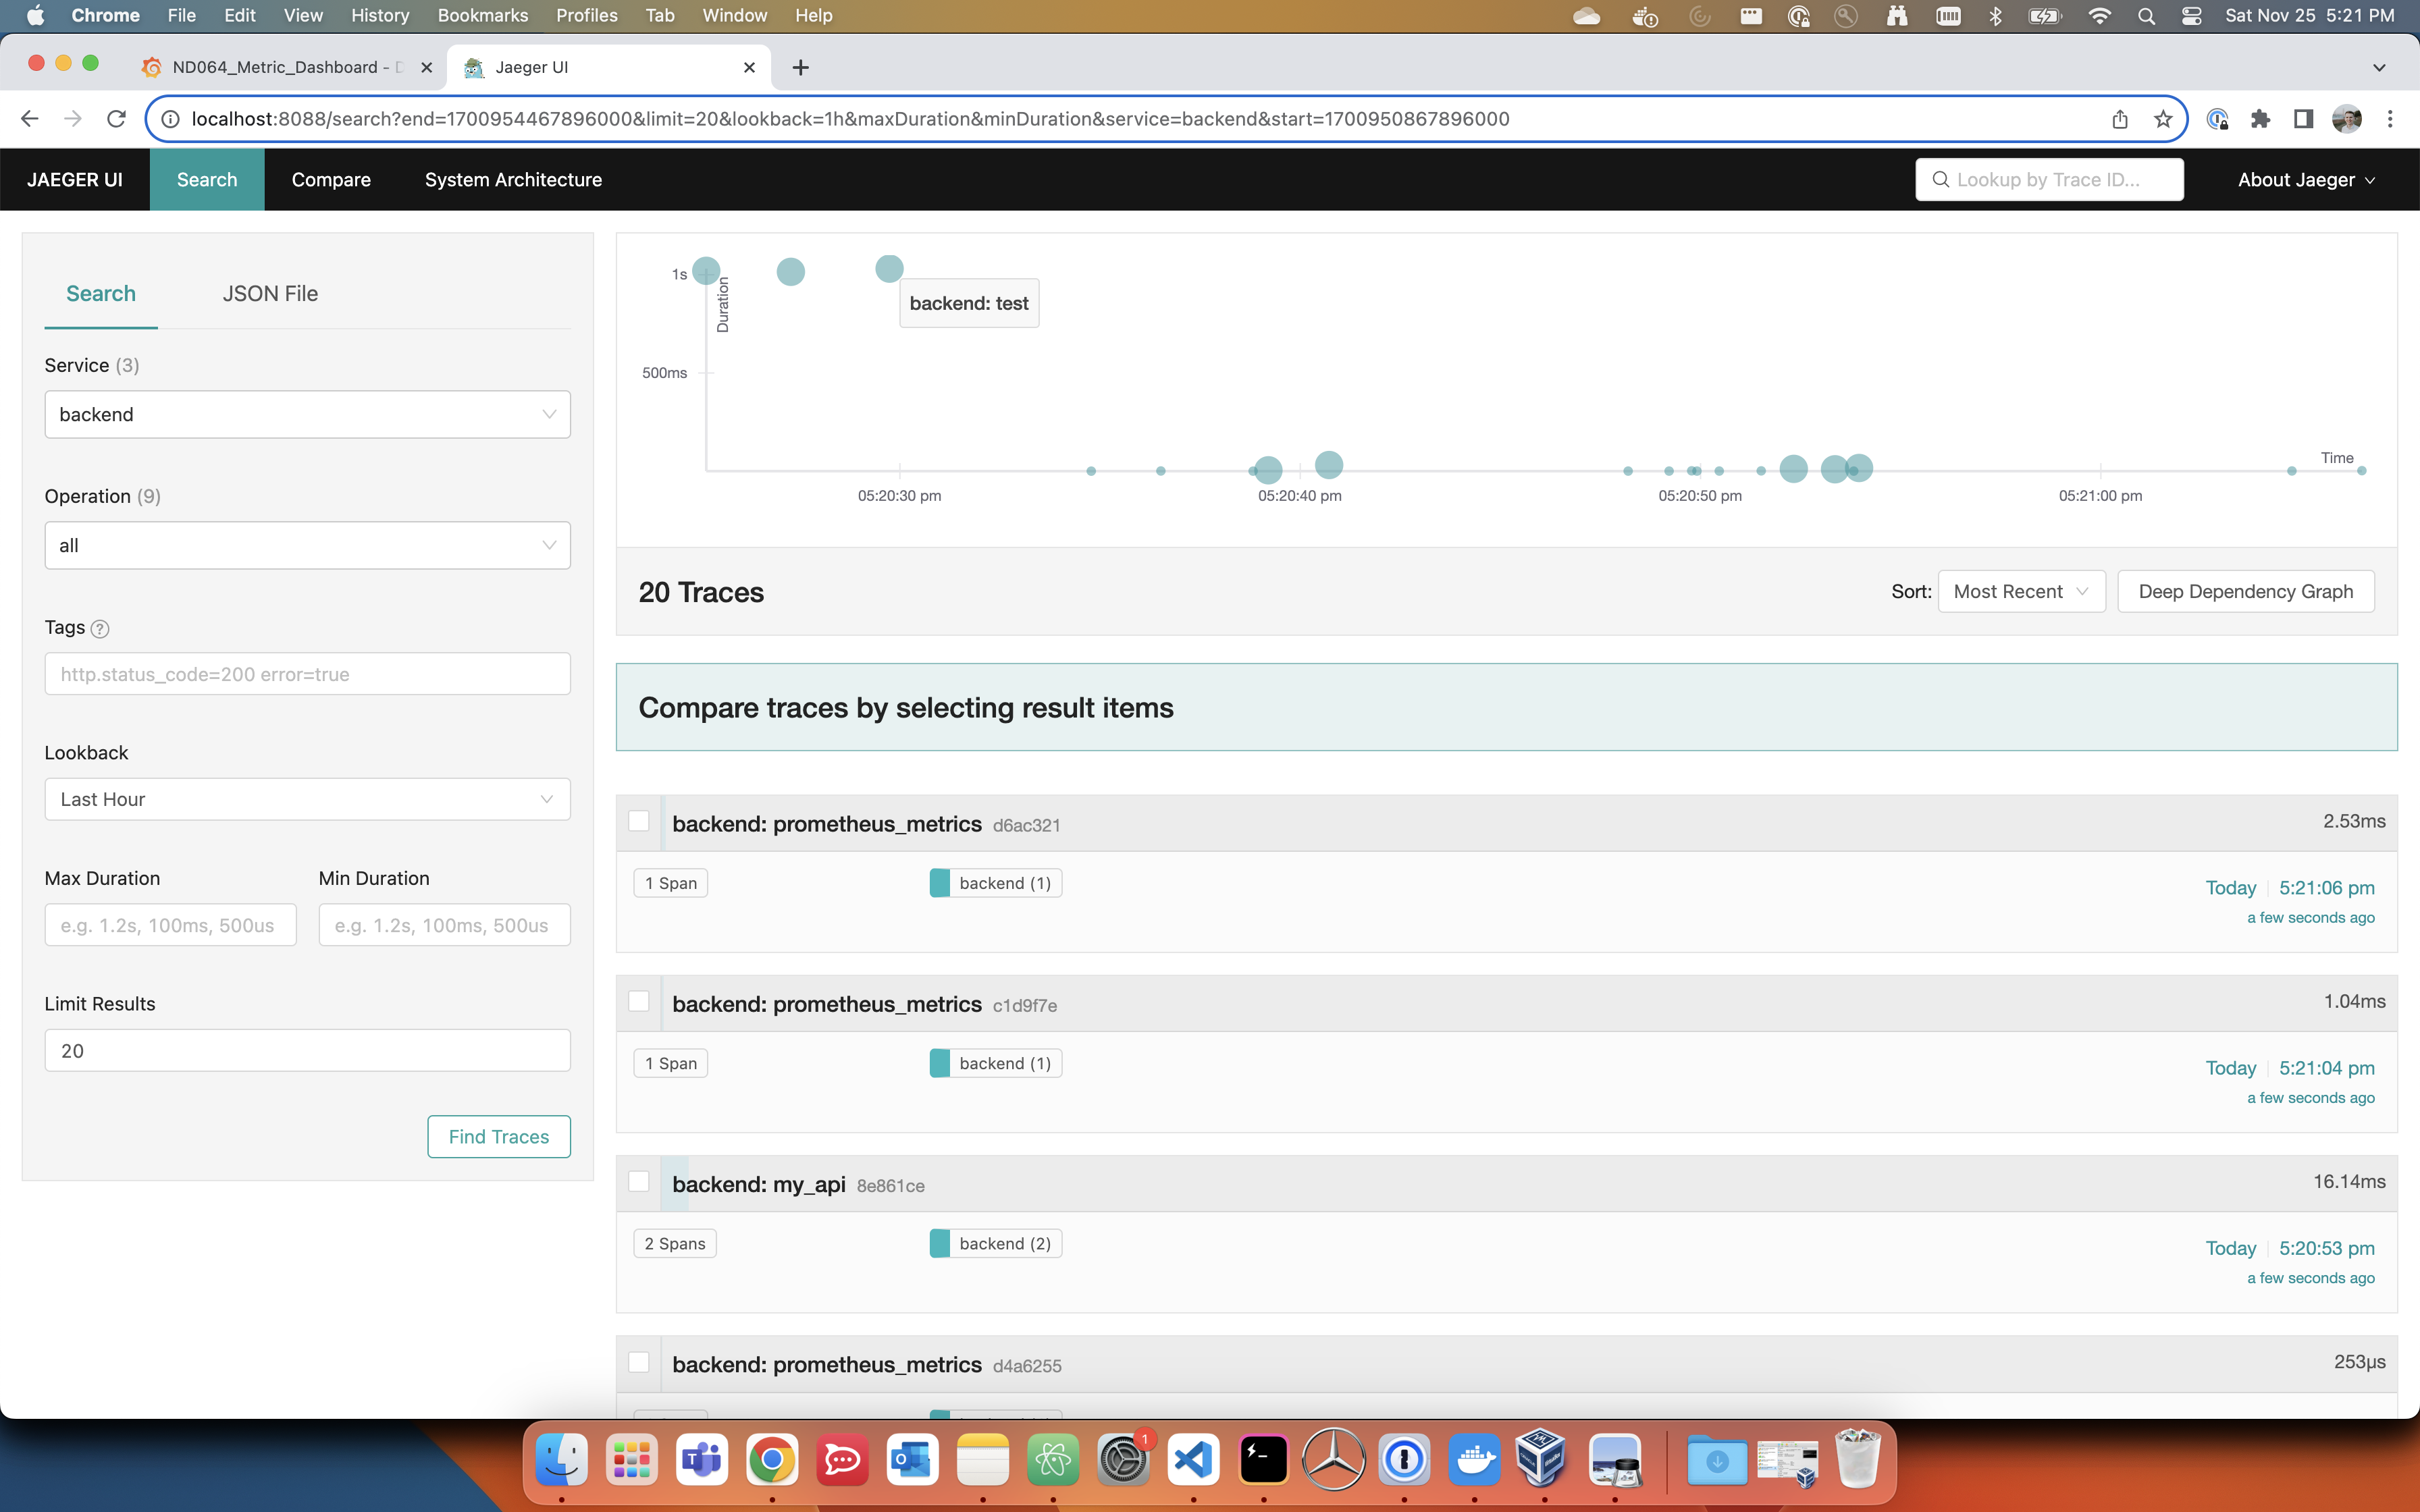 Chrome File Edit View History Bookmarks Profiles Tab Window Help Sat Nov 25 5:21 PM
ND064_Metric_Dashboard - Jaeger UI
localhost:8088/search?end=1700954467896000&limit=20&lookback=1h&maxDuration&minDuration&service=backend&start=1700950867896000
JAEGER UI Search Compare System Architecture Lookup by Trace ID... About Jaeger
Search JSON File
Service (3)
backend
Operation (9)
all
Tags ?
http.status_code=200 error=true
Lookback
Last Hour
Max Duration Min Duration
e.g. 1.2s, 100ms, 500us e.g. 1.2s, 100ms, 500us
Limit Results
20
Find Traces
1s
Duration
backend: test
500ms
Time
05:20:30 pm 05:20:40 pm 05:20:50 pm 05:21:00 pm
20 Traces Sort: Most Recent Deep Dependency Graph
Compare traces by selecting result items
backend: prometheus_metrics d6ac321 2.53ms
1 Span backend (1) Today 5:21:06 pm
a few seconds ago
backend: prometheus_metrics c1d9f7e 1.04ms
1 Span backend (1) Today 5:21:04 pm
a few seconds ago
backend: my_api 8e861ce 16.14ms
2 Spans backend (2) Today 5:20:53 pm
a few seconds ago
backend: prometheus_metrics d4a6255 253μs
1